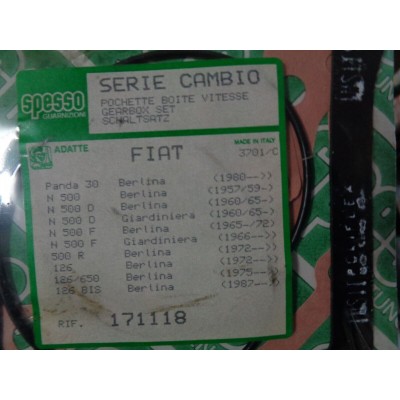 SERIE CAMBIO
spesso
GUARNIZIONI
POCHETTE BOITE VITESSE
GEARBOX SET
SCHALTSATZ
MADE IN ITALY
ADATTE FIAT 3701/C
Panda 30 Berlina (1980-->)
N 500 Berlina (1957/59-)
N 500 D Berlina (1960/65-)
N 500 D Giardiniera (1960/65-)
N 500 F Berlina (1965-/72)
N 500 F Giardiniera (1966-->)
500 R Berlina (1972-->)
126 Berlina (1972-->)
126/650 Berlina (1975-->)
126 BIS Berlina (1987-
RIF. 171118